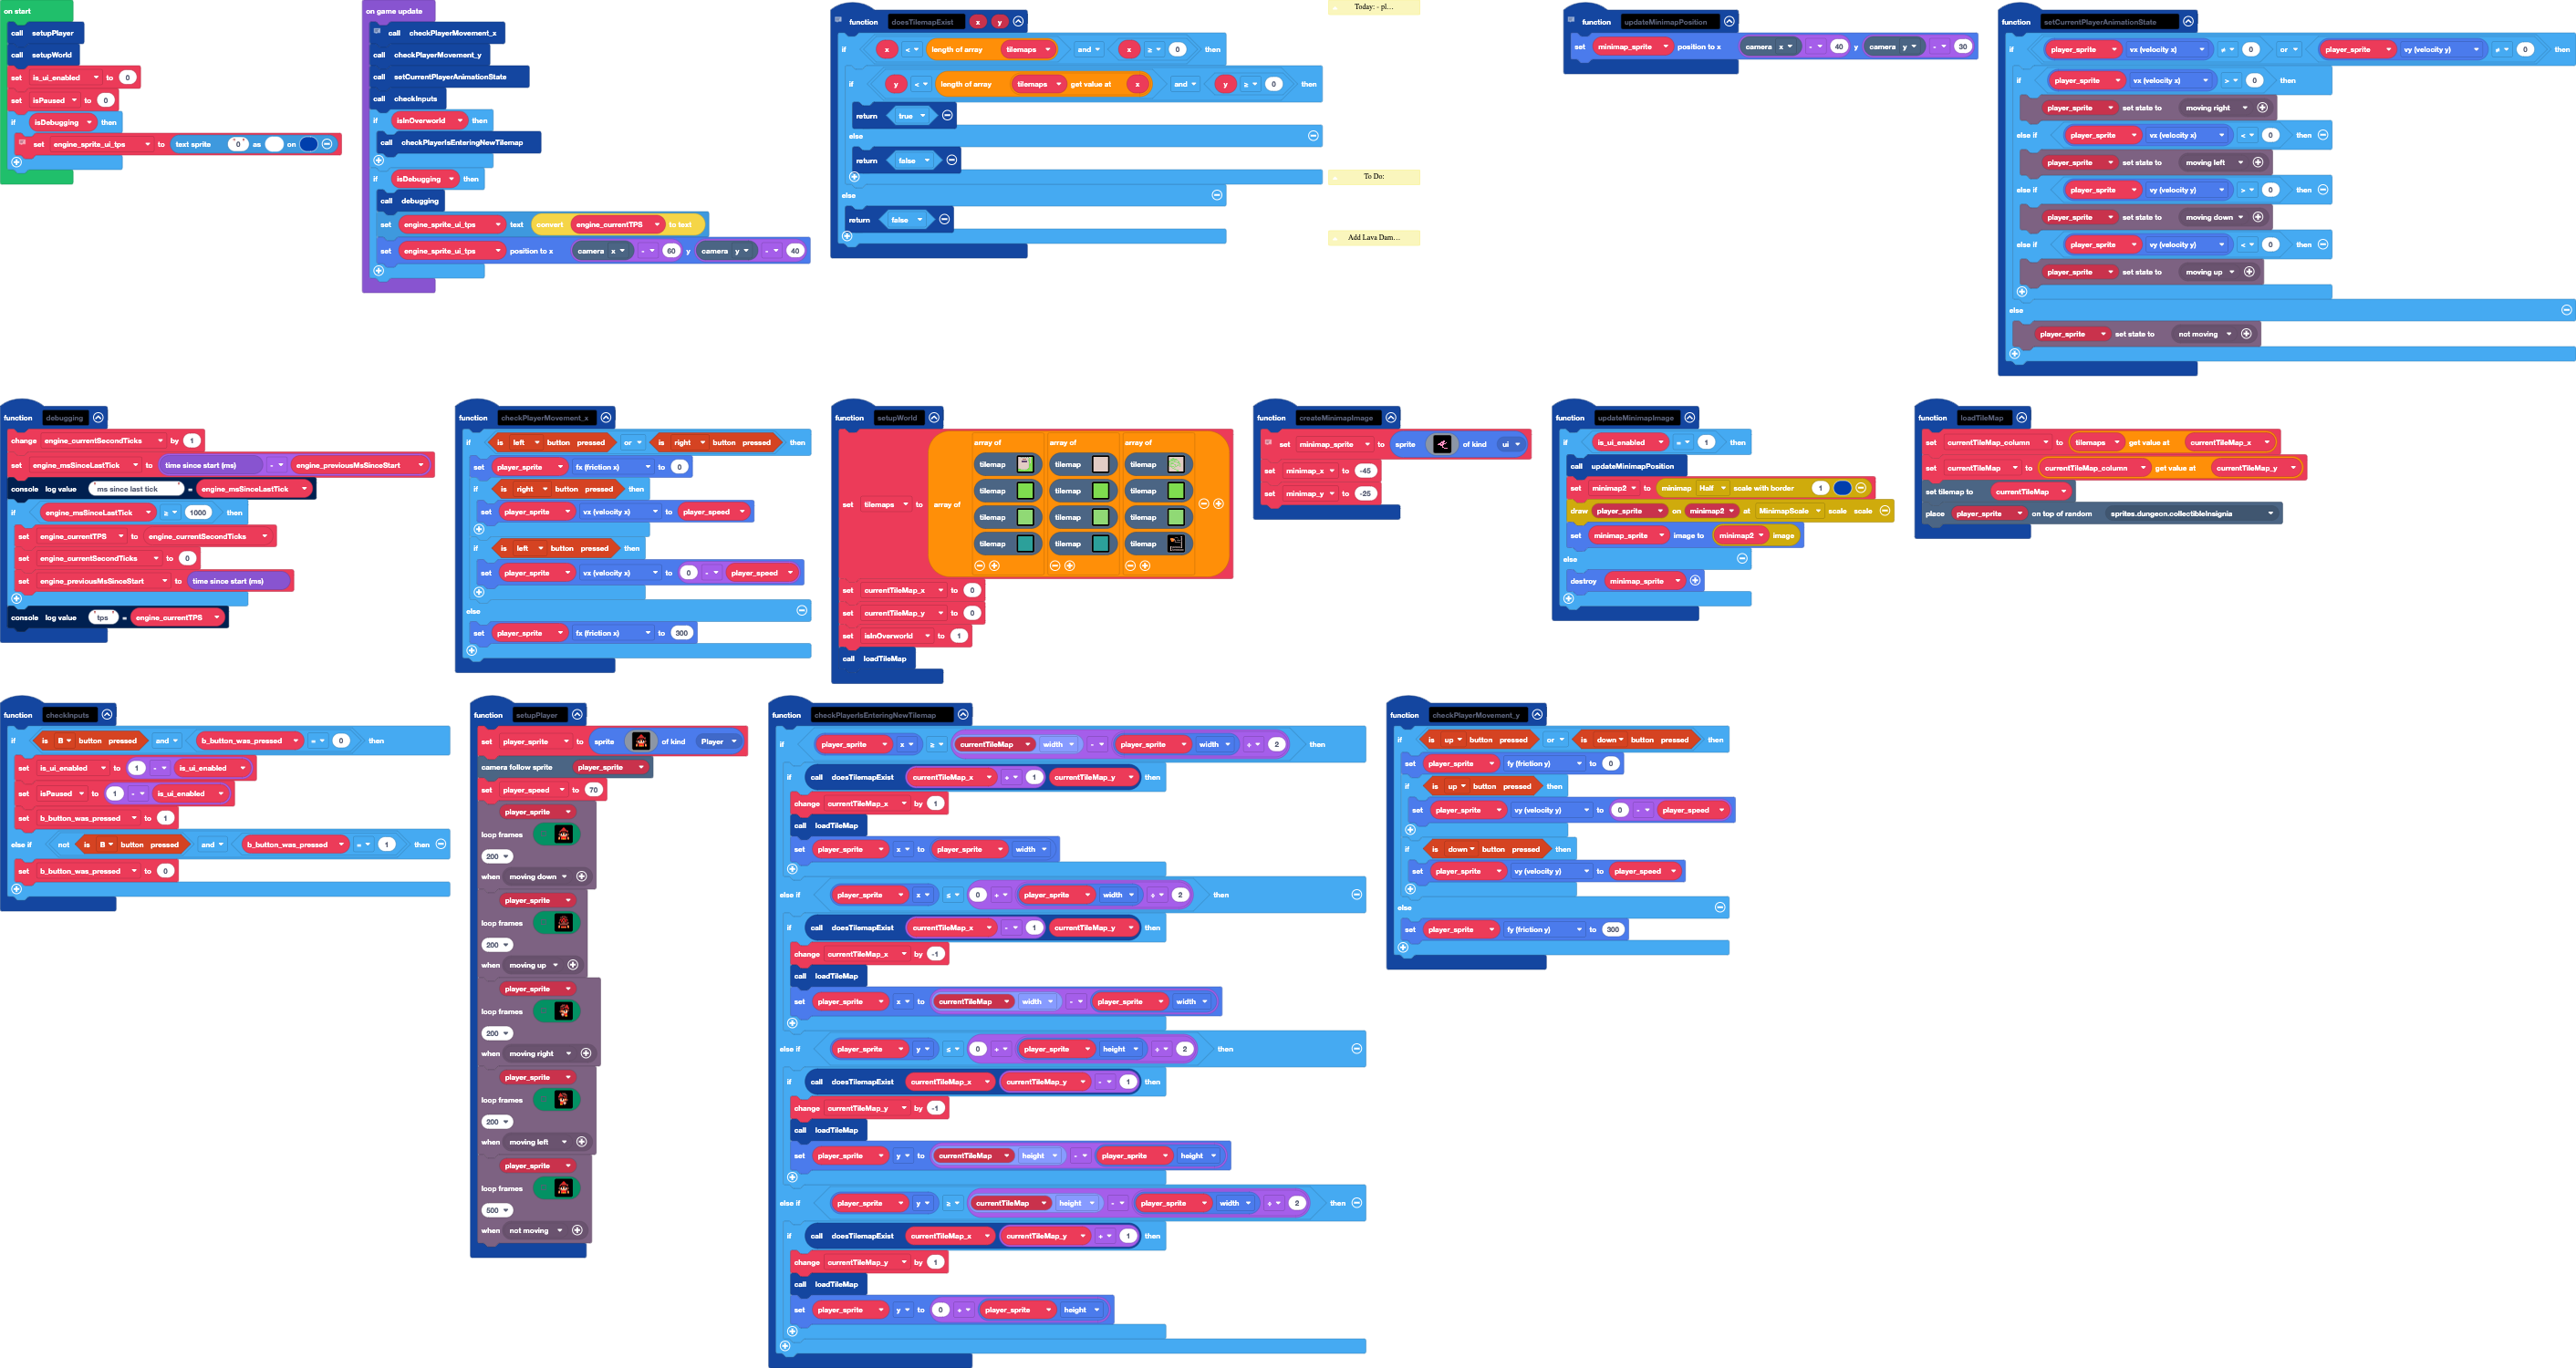 on start
call setupPlayer
call setupWorld
set is_ui_enabled to 0
set isPaused to 0
if isDebugging then
set engine_sprite_ui_tps to text sprite "0" as on
on game update
call checkPlayerMovement_x
call checkPlayerMovement_y
call setCurrentPlayerAnimationState
call checkInputs
if isInOverworld then
call checkPlayerIsEnteringNewTilemap
if isDebugging then
call debugging
set engine_sprite_ui_tps text convert engine_currentTPS to text
set engine_sprite_ui_tps position to x camera x - 60 y camera y - 40
function doesTilemapExist x y
if x < length of array tilemaps and x ≥ 0 then
if y < length of array tilemaps get value at x and y ≥ 0 then
return true
else
return false
else
return false
Today: - pl...
To Do:
Add Lava Dam...
function updateMinimapPosition
set minimap_sprite position to x camera x - 40 y camera y - 30
function setCurrentPlayerAnimationState
if player_sprite vx (velocity x) ≠ 0 or player_sprite vy (velocity y) ≠ 0 then
if player_sprite vx (velocity x) > 0 then
player_sprite set state to moving right
else if player_sprite vx (velocity x) < 0 then
player_sprite set state to moving left
else if player_sprite vy (velocity y) > 0 then
player_sprite set state to moving down
else if player_sprite vy (velocity y) < 0 then
player_sprite set state to moving up
else
player_sprite set state to not moving
function debugging
change engine_currentSecondTicks by 1
set engine_msSinceLastTick to time since start (ms) - engine_previousMsSinceStart
console log value "ms since last tick" = engine_msSinceLastTick
if engine_msSinceLastTick ≥ 1000 then
set engine_currentTPS to engine_currentSecondTicks
set engine_currentSecondTicks to 0
set engine_previousMsSinceStart to time since start (ms)
console log value "tps" = engine_currentTPS
function checkPlayerMovement_x
if is left button pressed or is right button pressed then
set player_sprite fx (friction x) to 0
if is right button pressed then
set player_sprite vx (velocity x) to player_speed
if is left button pressed then
set player_sprite vx (velocity x) to 0 - player_speed
else
set player_sprite fx (friction x) to 300
function setupWorld
set tilemaps to array of
array of array of array of
tilemap tilemap tilemap
tilemap tilemap tilemap
tilemap tilemap tilemap
tilemap tilemap tilemap
set currentTileMap_x to 0
set currentTileMap_y to 0
set isInOverworld to 1
call loadTileMap
function createMinimapImage
set minimap_sprite to sprite of kind ui
set minimap_x to -45
set minimap_y to -25
function updateMinimapImage
if is_ui_enabled = 1 then
call updateMinimapPosition
set minimap2 to minimap Half scale with border 1
draw player_sprite on minimap2 at MinimapScale scale scale
set minimap_sprite image to minimap2 image
else
destroy minimap_sprite
function loadTileMap
set currentTileMap_column to tilemaps get value at currentTileMap_x
set currentTileMap to currentTileMap_column get value at currentTileMap_y
set tilemap to currentTileMap
place player_sprite on top of random sprites.dungeon.collectibleInsignia
function checkInputs
if is B button pressed and b_button_was_pressed = 0 then
set is_ui_enabled to 1 - is_ui_enabled
set isPaused to 1 - is_ui_enabled
set b_button_was_pressed to 1
else if not is B button pressed and b_button_was_pressed = 1 then
set b_button_was_pressed to 0
function setupPlayer
set player_sprite to sprite of kind Player
camera follow sprite player_sprite
set player_speed to 70
player_sprite
loop frames
200
when moving down
player_sprite
loop frames
200
when moving up
player_sprite
loop frames
200
when moving right
player_sprite
loop frames
200
when moving left
player_sprite
loop frames
500
when not moving
function checkPlayerIsEnteringNewTilemap
if player_sprite x ≥ currentTileMap width - player_sprite width ÷ 2 then
if call doesTilemapExist currentTileMap_x + 1 currentTileMap_y then
change currentTileMap_x by 1
call loadTileMap
set player_sprite x to player_sprite width
else if player_sprite x ≤ 0 + player_sprite width ÷ 2 then
if call doesTilemapExist currentTileMap_x - 1 currentTileMap_y then
change currentTileMap_x by -1
call loadTileMap
set player_sprite x to currentTileMap width - player_sprite width
else if player_sprite y ≤ 0 + player_sprite height ÷ 2 then
if call doesTilemapExist currentTileMap_x currentTileMap_y - 1 then
change currentTileMap_y by -1
call loadTileMap
set player_sprite y to currentTileMap height - player_sprite height
else if player_sprite y ≥ currentTileMap height - player_sprite width ÷ 2 then
if call doesTilemapExist currentTileMap_x currentTileMap_y + 1 then
change currentTileMap_y by 1
call loadTileMap
set player_sprite y to 0 + player_sprite height
function checkPlayerMovement_y
if is up button pressed or is down button pressed then
set player_sprite fy (friction y) to 0
if is up button pressed then
set player_sprite vy (velocity y) to 0 - player_speed
if is down button pressed then
set player_sprite vy (velocity y) to player_speed
else
set player_sprite fy (friction y) to 300